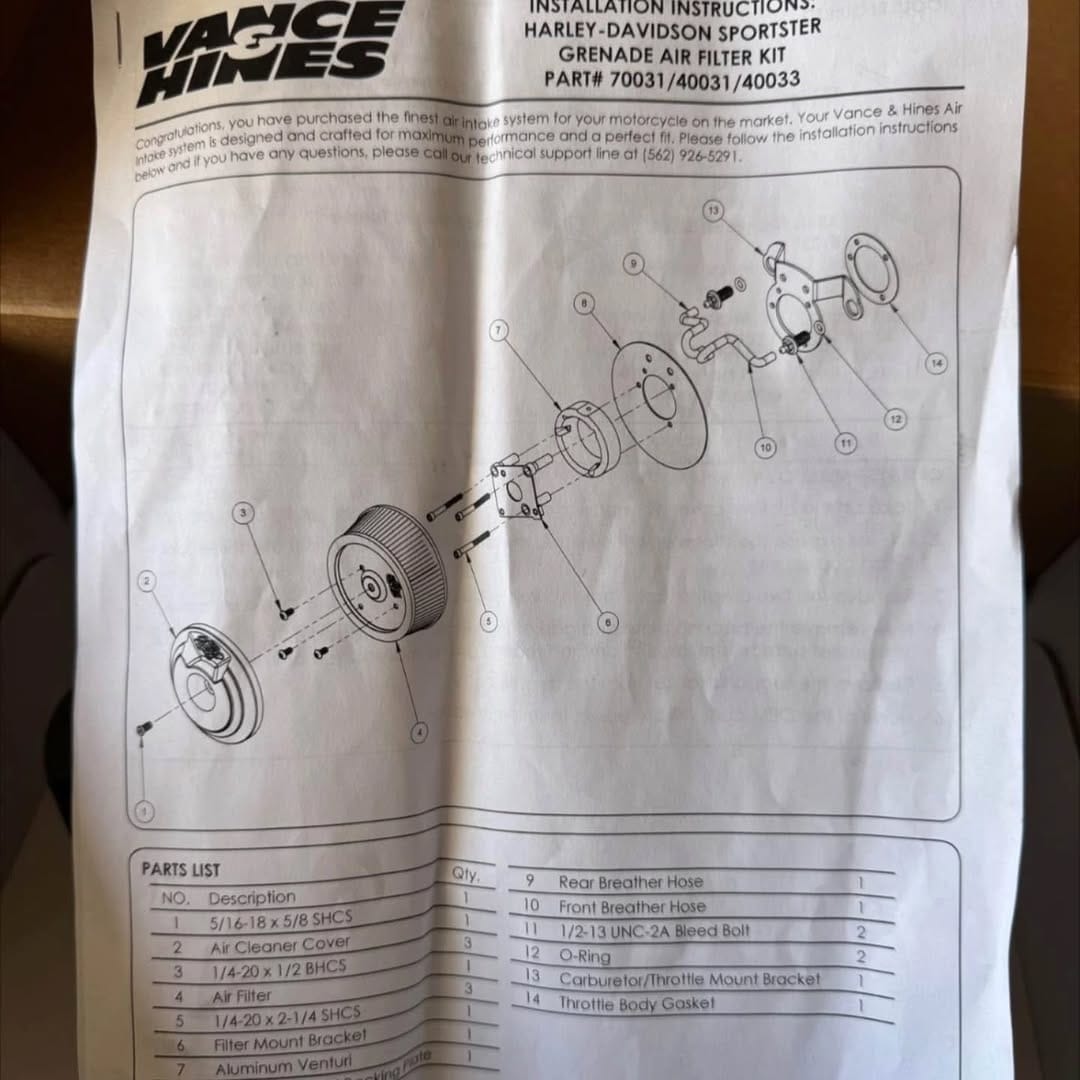 VANCE
&
HINES
INSTALLATION INSTRUCTIONS:
HARLEY-DAVIDSON SPORTSTER
GRENADE AIR FILTER KIT
PART# 70031/40031/40033
Congratulations, you have purchased the finest air intake system for your motorcycle on the market. Your Vance & Hines Air
Intake system is designed and crafted for maximum performance and a perfect fit. Please follow the installation instructions
below and if you have any questions, please call our technical support line at (562) 926-5291.
13
9
8
7
14
12
11
10
3
2
5
6
4
1
PARTS LIST
NO. Description Qty.
1 5/16-18 x 5/8 SHCS 1
2 Air Cleaner Cover 1
3 1/4-20 x 1/2 BHCS 3
4 Air Filter 1
5 1/4-20 x 2-1/4 SHCS 3
6 Filter Mount Bracket 1
7 Aluminum Venturi 1
Backing Plate 1
9 Rear Breather Hose 1
10 Front Breather Hose 1
11 1/2-13 UNC-2A Bleed Bolt 2
12 O-Ring 2
13 Carburetor/Throttle Mount Bracket 1
14 Throttle Body Gasket 1